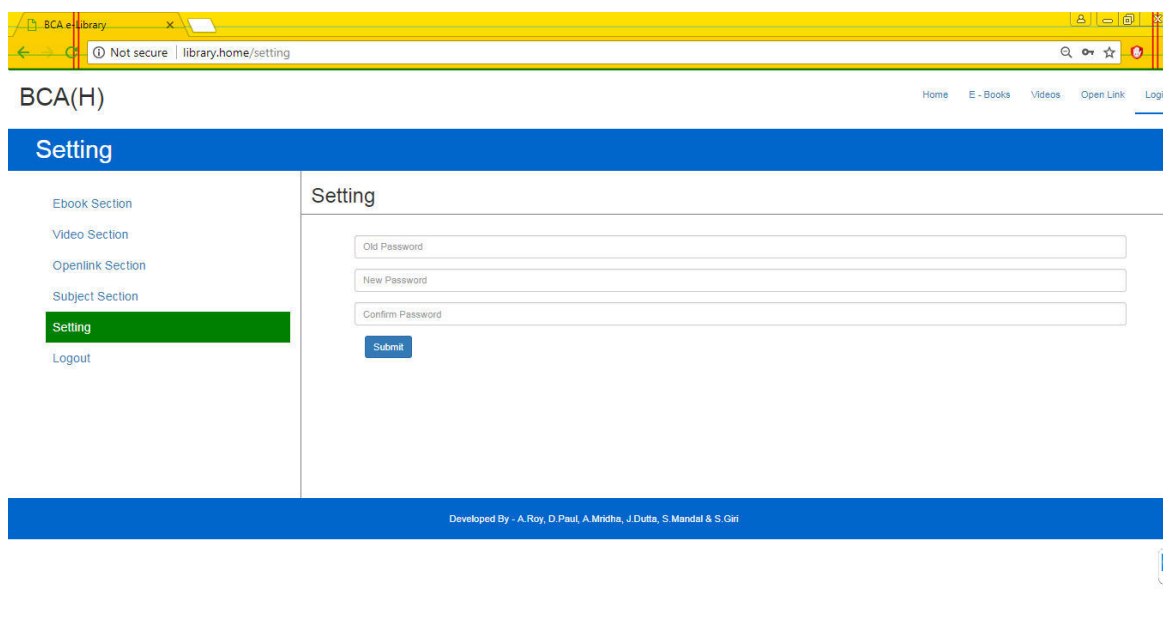 BCA e-Library
Not secure library.home/setting
BCA(H)
Home E - Books Videos Open Link Logi
Setting
Ebook Section
Video Section
Openlink Section
Subject Section
Setting
Logout
Setting
Old Password
New Password
Confirm Password
Submit
Developed By - A.Roy, D.Paul, A.Mridha, J.Dutta, S.Mandal & S.Giri